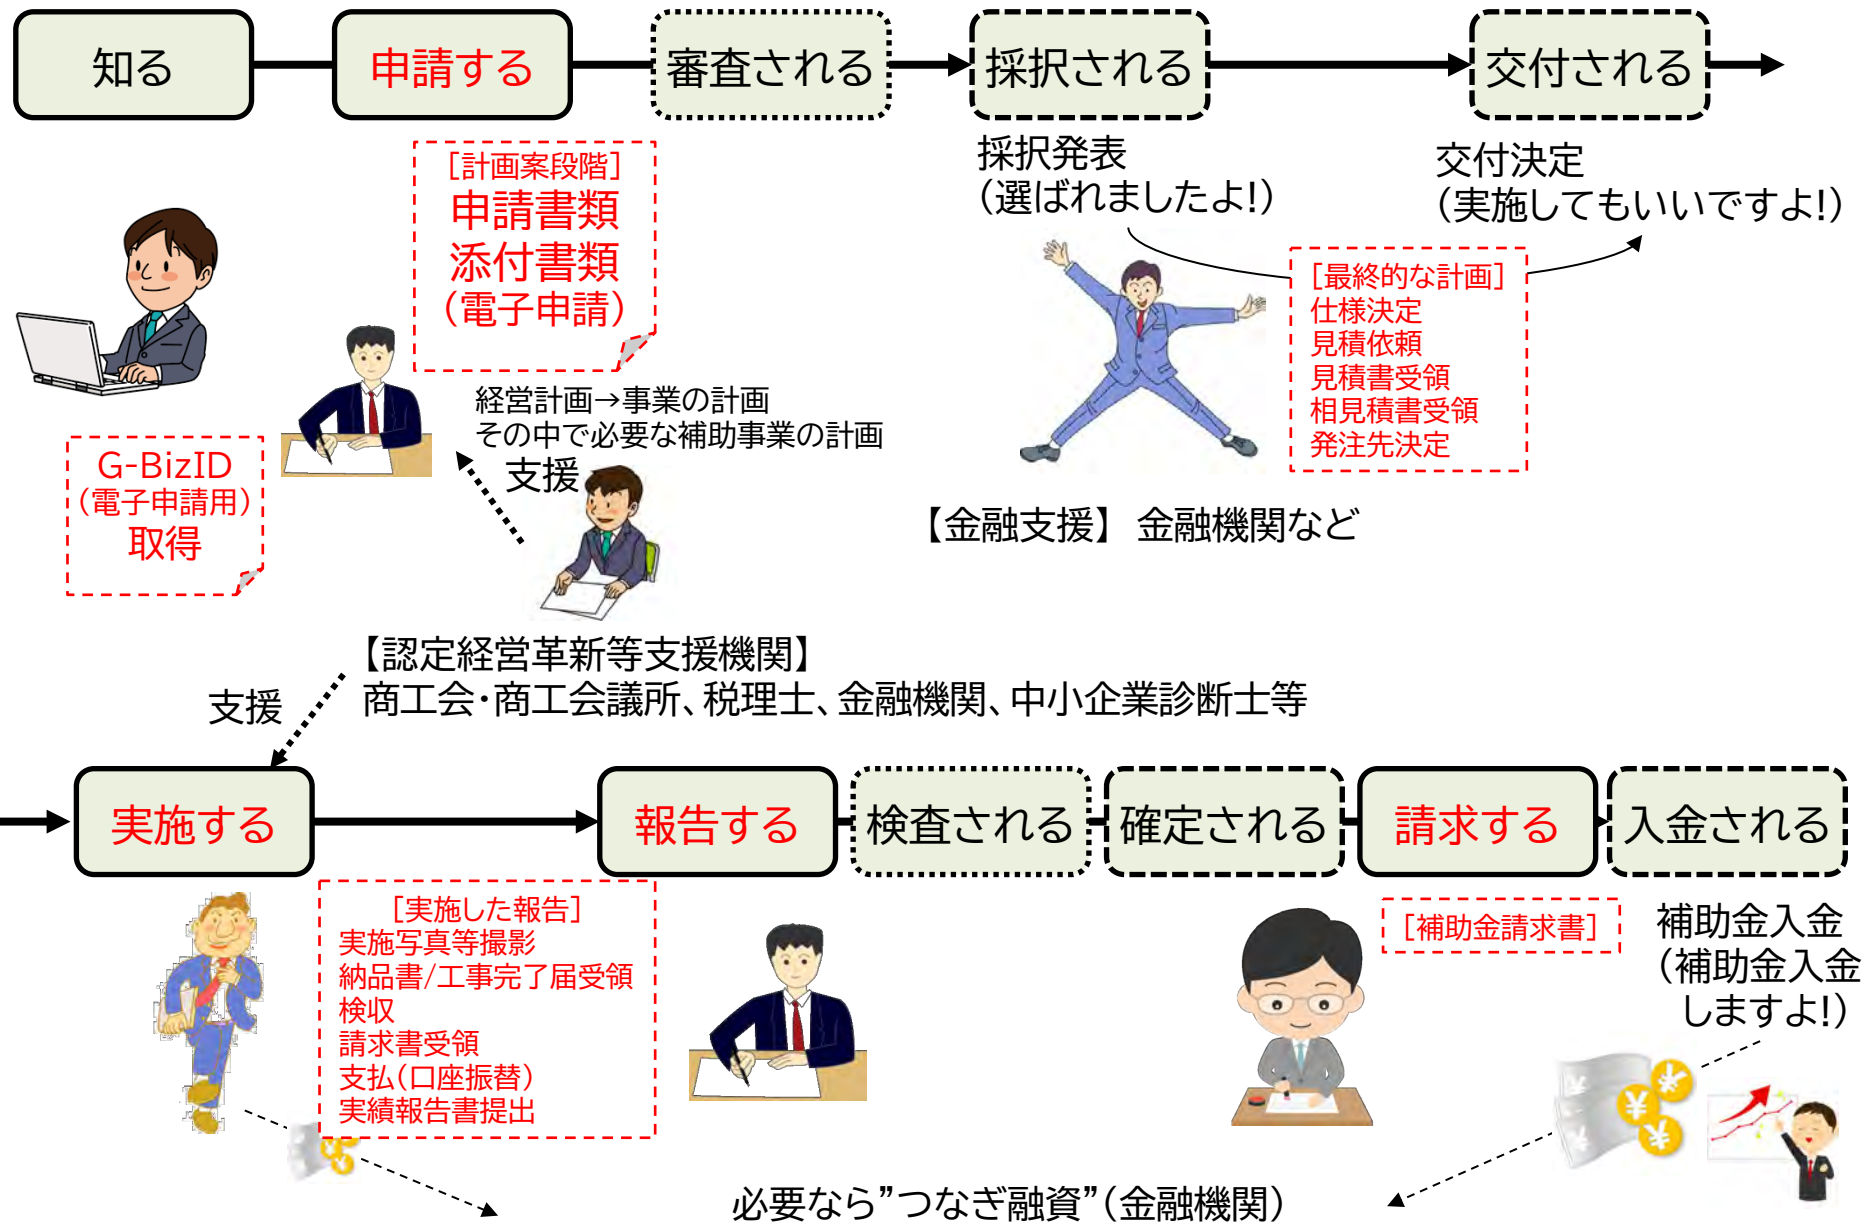 知る
申請する
審査される
採択される
交付される
[計画案段階]
申請書類
添付書類
(電子申請)
採択発表
(選ばれましたよ!)
交付決定
(実施してもいいですよ!)
[最終的な計画]
仕様決定
見積依頼
見積書受領
相見積書受領
発注先決定
経営計画→事業の計画
その中で必要な補助事業の計画
支援
G-BizID
(電子申請用)
取得
【金融支援】 金融機関など
【認定経営革新等支援機関】
商工会・商工会議所、税理士、金融機関、中小企業診断士等
支援
実施する
報告する
検査される
確定される
請求する
入金される
[実施した報告]
実施写真等撮影
納品書/工事完了届受領
検収
請求書受領
支払(口座振替)
実績報告書提出
[補助金請求書]
補助金入金
(補助金入金
しますよ!)
必要なら”つなぎ融資”(金融機関)